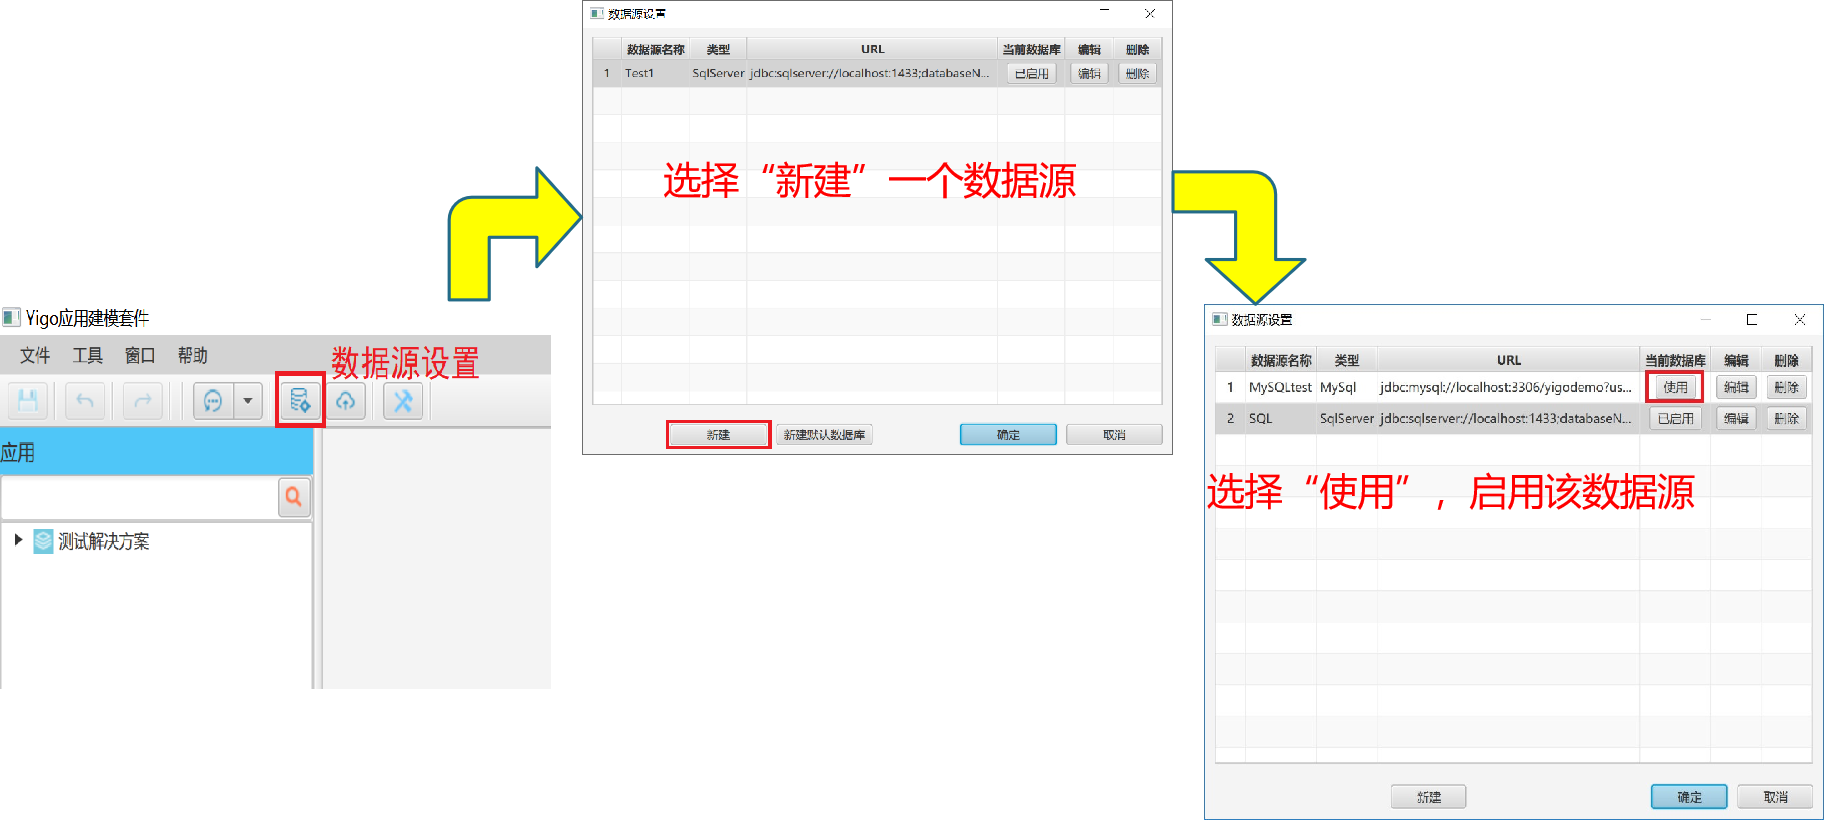 Yigo应用建模套件
文件 工具 窗口 帮助
数据源设置
应用
测试解决方案
数据源设置
数据源名称 类型 URL 当前数据库 编辑 删除
1 Test1 SqlServer jdbc:sqlserver://localhost:1433;databaseN... 已启用 编辑 删除
选择“新建”一个数据源
新建 新建默认数据库 确定 取消
数据源设置
数据源名称 类型 URL 当前数据库 编辑 删除
1 MySQLtest MySql jdbc:mysql://localhost:3306/yigodemo?us... 使用 编辑 删除
2 SQL SqlServer jdbc:sqlserver://localhost:1433;databaseN... 已启用 编辑 删除
选择“使用”，启用该数据源
新建 确定 取消